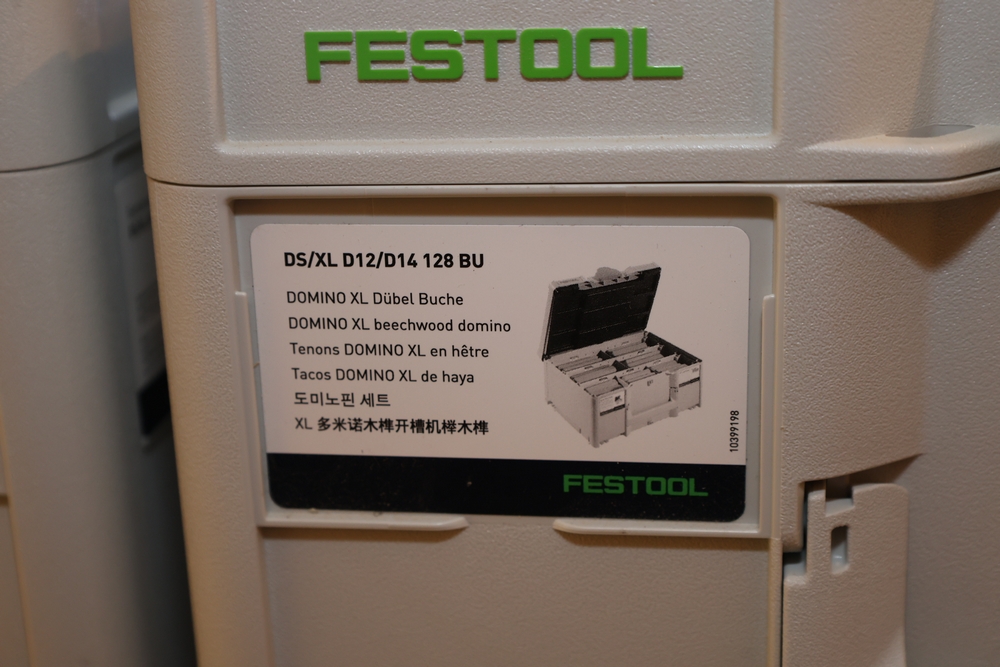 FESTOOL
DS/XL D12/D14 128 BU
DOMINO XL Dübel Buche
DOMINO XL beechwood domino
Tenons DOMINO XL en hêtre
Tacos DOMINO XL de haya
도미노핀 세트
XL 多米诺木榫开槽机榉木榫
10399198
FESTOOL